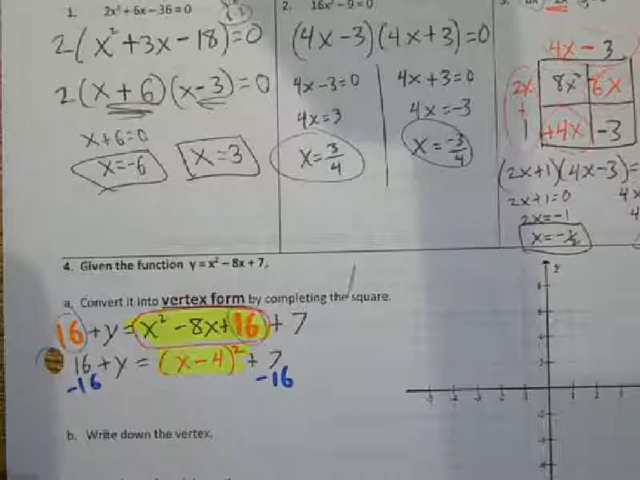 1. 2x² + 6x - 36 = 0
2(x² + 3x - 18) = 0
2(x + 6)(x - 3) = 0
x + 6 = 0
x = -6
x = 3
2. 16x² - 9 = 0
(4x - 3)(4x + 3) = 0
4x - 3 = 0
4x = 3
x = 3/4
4x + 3 = 0
4x = -3
x = -3/4
4x - 3
2x 8x² 6x
+
1 +4x -3
(2x+1)(4x-3)=
2x+1=0
2x=-1
x=-½
4. Given the function y = x² - 8x + 7,
a. Convert it into vertex form by completing the square.
16 + y = x² - 8x + 16 + 7
16 + y = (x - 4)² + 7
-16 -16
b. Write down the vertex.